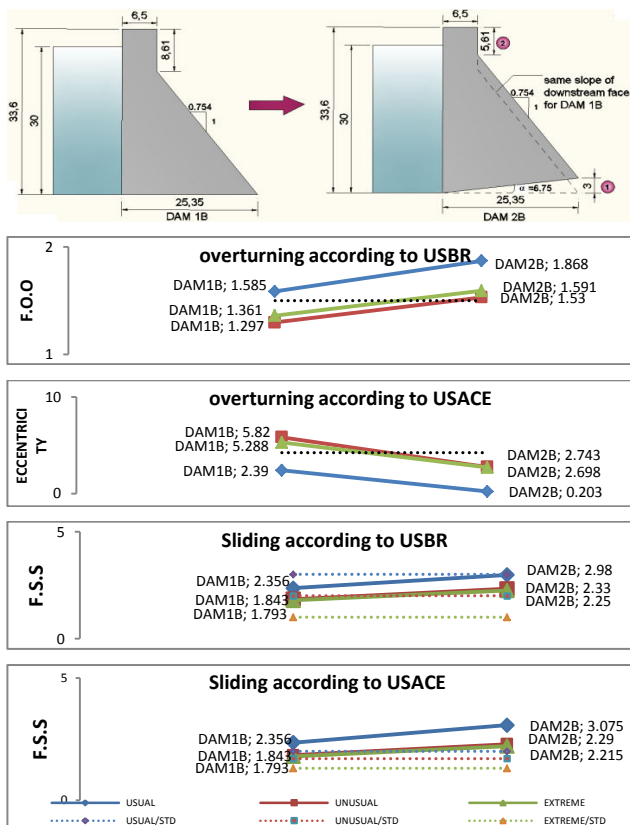 6,5
8,61
33,6
30
0.754
1
25,35
DAM 1B
6,5
5,61
2
same slope of
downstream face
for DAM 1B
33,6
30
0.754
1
α =6.75
3
1
25.35
DAM 2B
overturning according to USBR
F.O.O
2
1
DAM1B; 1.585
DAM1B; 1.361
DAM1B; 1.297
DAM2B; 1.868
DAM2B; 1.591
DAM2B; 1.53
overturning according to USACE
ECCENTRICI
TY
10
0
DAM1B; 5.82
DAM1B; 5.288
DAM1B; 2.39
DAM2B; 2.743
DAM2B; 2.698
DAM2B; 0.203
Sliding according to USBR
F.S.S
5
0
DAM1B; 2.356
DAM1B; 1.843
DAM1B; 1.793
DAM2B; 2.98
DAM2B; 2.33
DAM2B; 2.25
Sliding according to USACE
F.S.S
5
0
DAM1B; 2.356
DAM1B; 1.843
DAM1B; 1.793
DAM2B; 3.075
DAM2B; 2.29
DAM2B; 2.215
USUAL UNUSUAL EXTREME
USUAL/STD UNUSUAL/STD EXTREME/STD